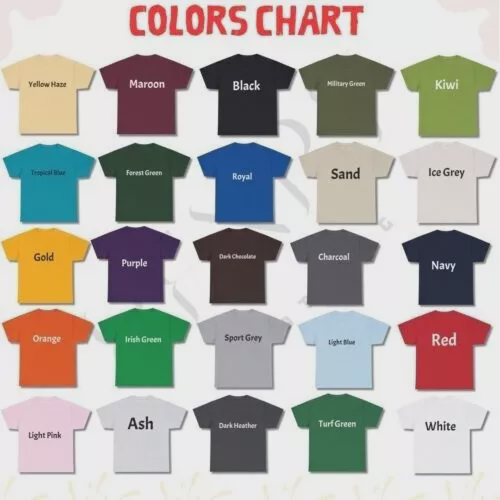 COLORS CHART
Yellow Haze
Maroon
Black
Military Green
Kiwi
Tropical Blue
Forest Green
Royal
Sand
Ice Grey
Gold
Purple
Dark Chocolate
Charcoal
Navy
Orange
Irish Green
Sport Grey
Light Blue
Red
Light Pink
Ash
Dark Heather
Turf Green
White